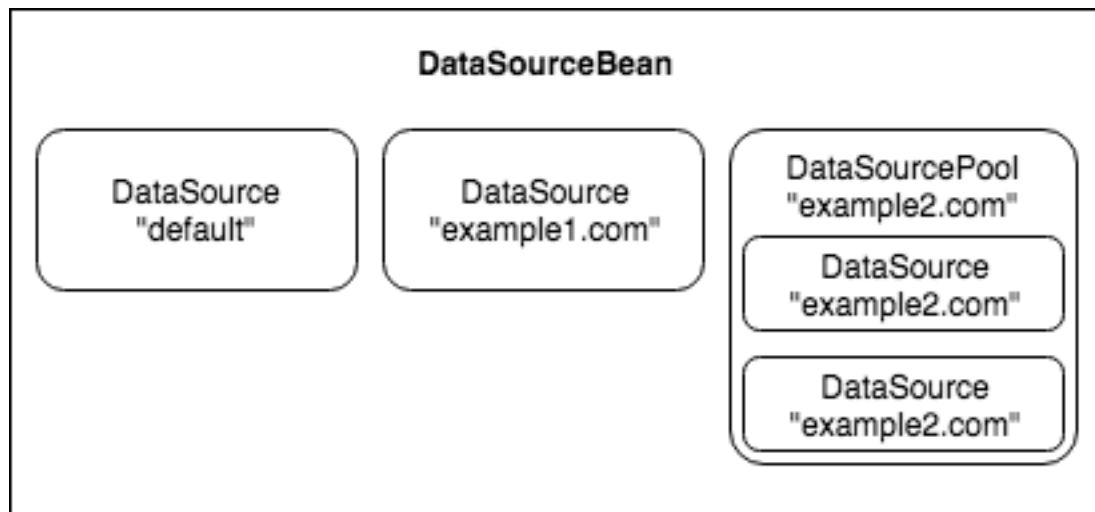 DataSourceBean
DataSource
"default"
DataSource
"example1.com"
DataSourcePool
"example2.com"
DataSource
"example2.com"
DataSource
"example2.com"